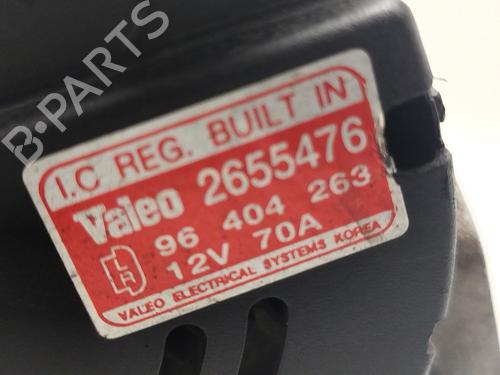 B-PARTS
I.C REG. BUILT IN
Valeo 2655476
96 404 263
12V 70A
VALEO ELECTRICAL SYSTEMS KOREA